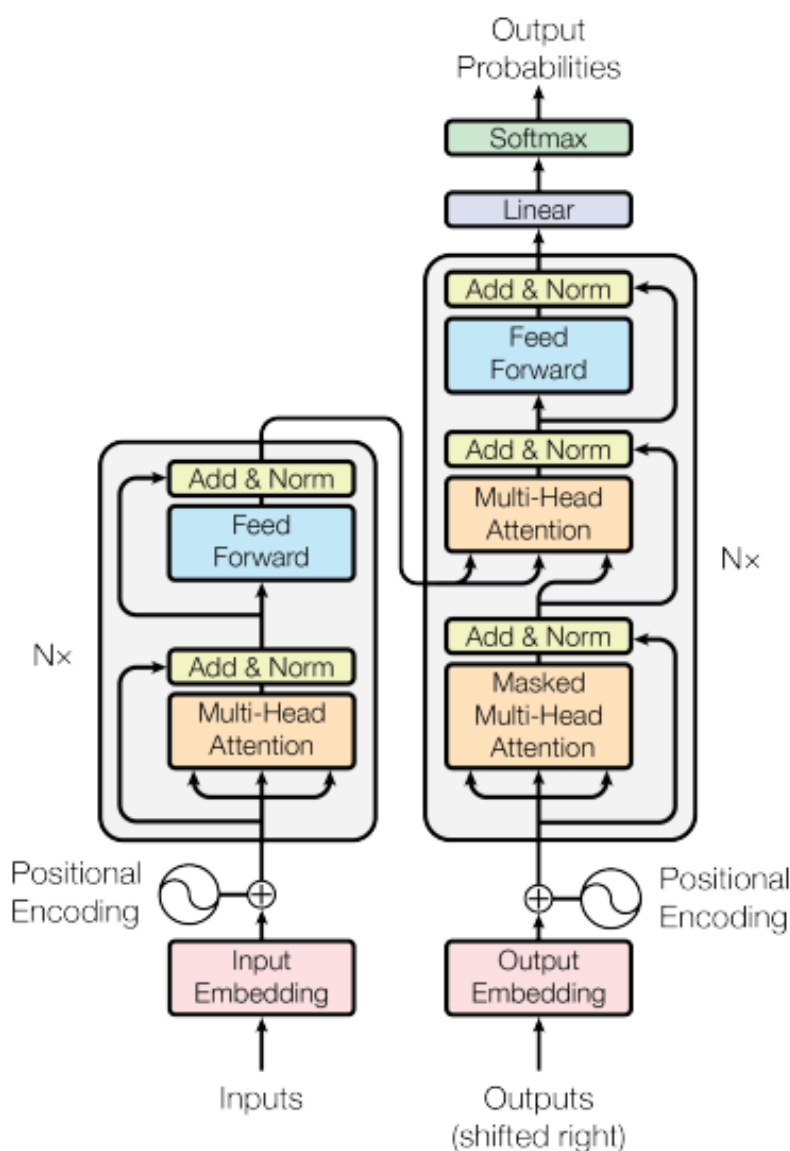 Output
Probabilities
Softmax
Linear
Add & Norm
Feed
Forward
Add & Norm
Multi-Head
Attention
Add & Norm
Masked
Multi-Head
Attention
Nx
Add & Norm
Feed
Forward
Add & Norm
Multi-Head
Attention
Nx
Positional
Encoding
Positional
Encoding
Input
Embedding
Output
Embedding
Inputs
Outputs
(shifted right)